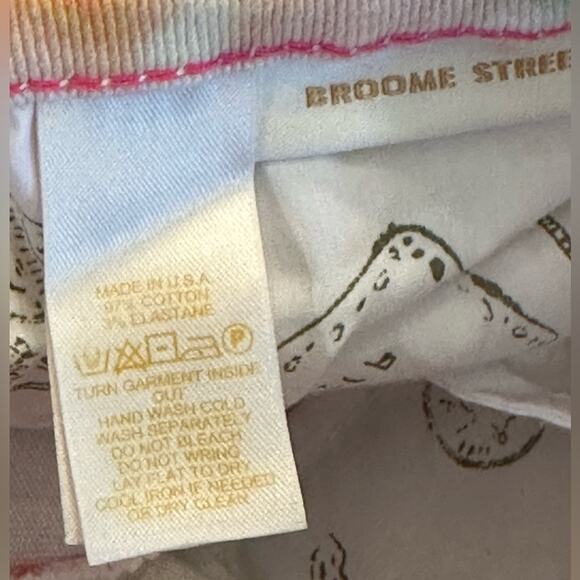 BROOME STREE
MADE IN U.S.A
97% COTTON
3% ELASTANE
P
TURN GARMENT INSIDE
OUT
HAND WASH COLD
WASH SEPARATELY
DO NOT BLEACH
DO NOT WRING
LAY FLAT TO DRY
COOL IRON IF NEEDED
OR DRY CLEAN